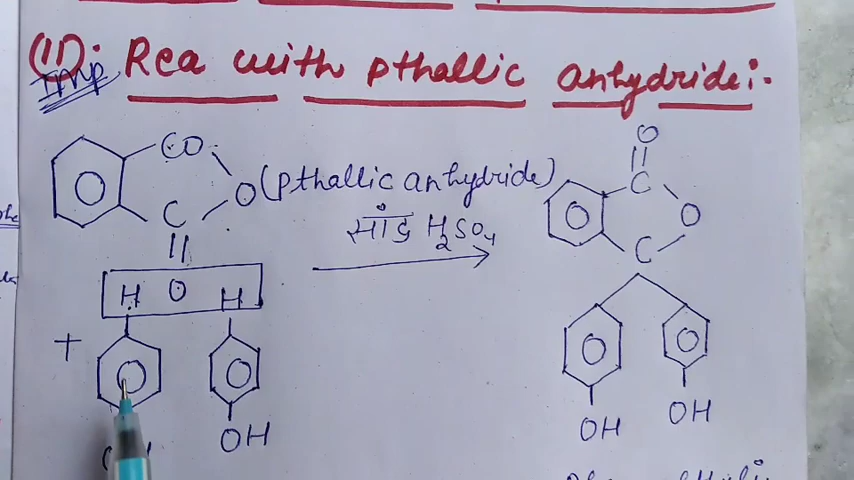 (11):- Rea with pthallic anhydride:-
Imp
CO
O (pthallic anhydride)
C
सांद्र H2SO4
O
H O H
+
OH
O
C
O
C
OH OH